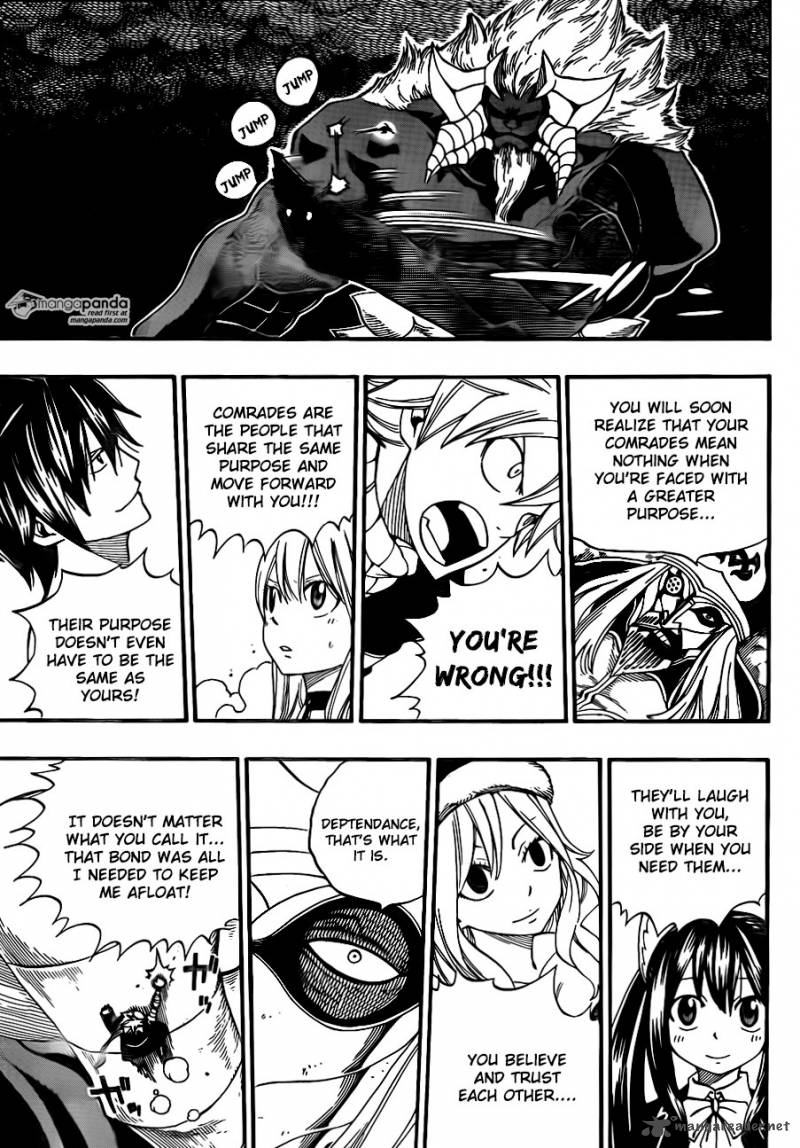 JUMP
JUMP
JUMP
mangapanda
read first at
mangapanda.com
YOU WILL SOON
REALIZE THAT YOUR
COMRADES MEAN
NOTHING WHEN
YOU'RE FACED WITH
A GREATER
PURPOSE...
YOU'RE
WRONG!!!
COMRADES ARE
THE PEOPLE THAT
SHARE THE SAME
PURPOSE AND
MOVE FORWARD
WITH YOU!!!
THEIR PURPOSE
DOESN'T EVEN
HAVE TO BE THE
SAME AS
YOURS!
THEY'LL LAUGH
WITH YOU,
BE BY YOUR
SIDE WHEN YOU
NEED THEM...
YOU BELIEVE
AND TRUST
EACH OTHER....
DEPTENDANCE,
THAT'S WHAT
IT IS.
IT DOESN'T MATTER
WHAT YOU CALL IT...
THAT BOND WAS ALL
I NEEDED TO KEEP
ME AFLOAT!
ガッ
ガッ
mangareader.net